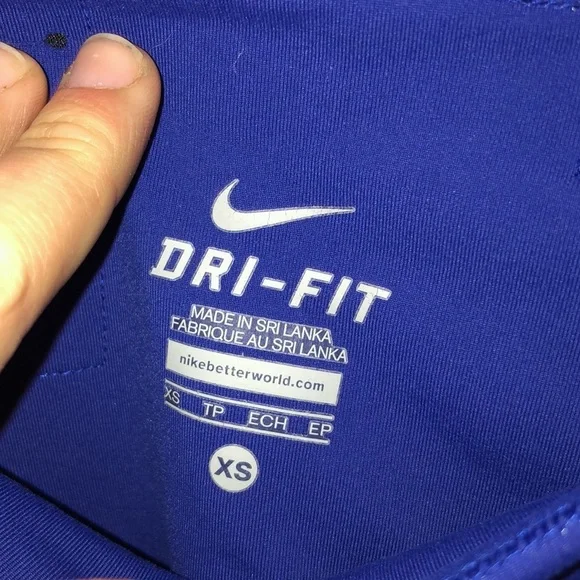 DRI-FIT
MADE IN SRI LANKA
FABRIQUE AU SRI LANKA
nikebetterworld.com
XS TP ECH EP
XS